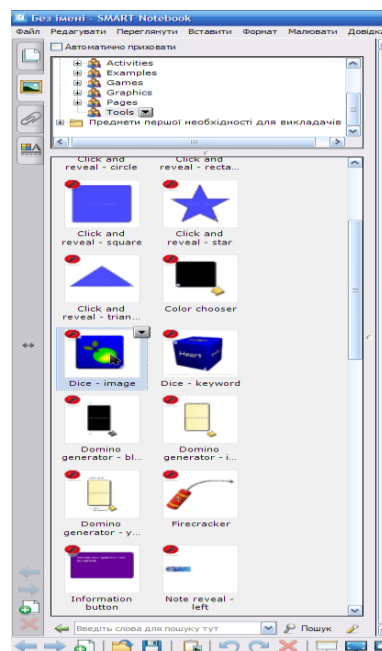 Без імені - SMART Notebook
Файл Редагувати Переглянути Вставити Формат Малювати Довідка
Автоматично приховати
Activities
Examples
Games
Graphics
Pages
Tools
Предмети першої необхідності для викладачів
Click and reveal - circle
Click and reveal - recta...
Click and reveal - square
Click and reveal - star
Click and reveal - trian...
Color chooser
Dice - image
Heart
Dice - keyword
Domino generator - bl...
Domino generator - i...
Domino generator - y...
Firecracker
Information button
Note reveal - left
Введіть слова для пошуку тут
Пошук